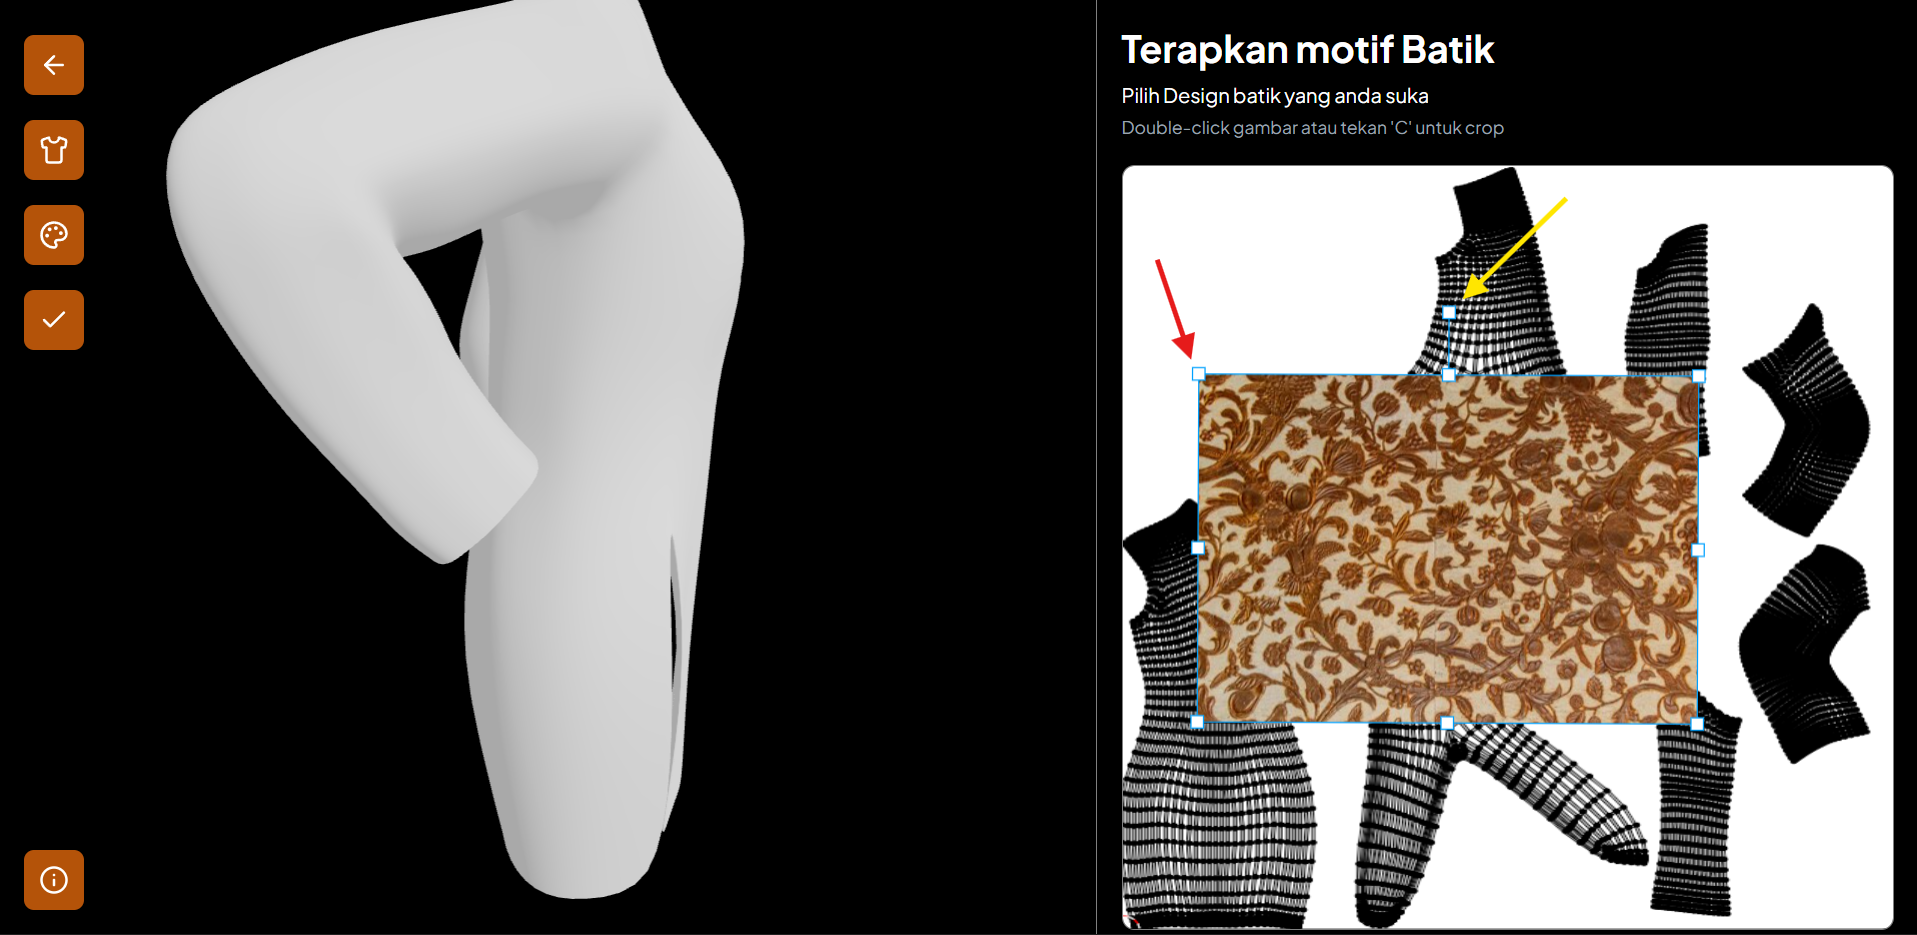 Terapkan motif Batik
Pilih Design batik yang anda suka
Double-click gambar atau tekan 'C' untuk crop